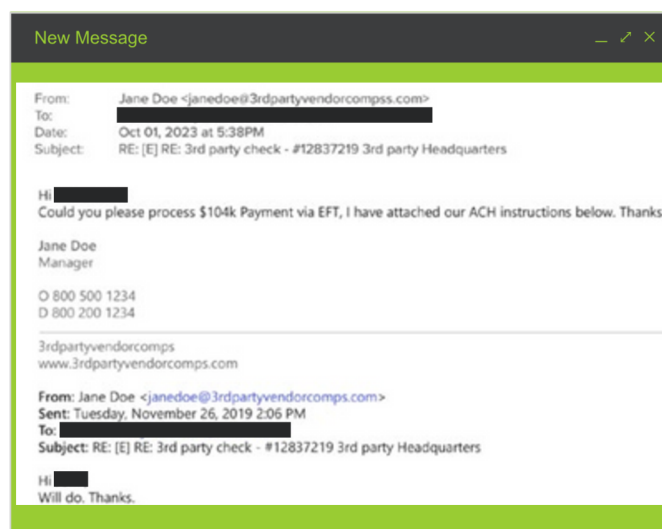 New Message
From: Jane Doe <janedoe@3rdpartyvendorcompss.com>
To:
Date: Oct 01, 2023 at 5:38PM
Subject: RE: [E] RE: 3rd party check - #12837219 3rd party Headquarters
Hi
Could you please process $104k Payment via EFT, I have attached our ACH instructions below. Thanks
Jane Doe
Manager
O 800 500 1234
D 800 200 1234
3rdpartyvendorcomps
www.3rdpartyvendorcomps.com
From: Jane Doe <janedoe@3rdpartyvendorcomps.com>
Sent: Tuesday, November 26, 2019 2:06 PM
To:
Subject: RE: [E] RE: 3rd party check - #12837219 3rd party Headquarters
Hi
Will do. Thanks.